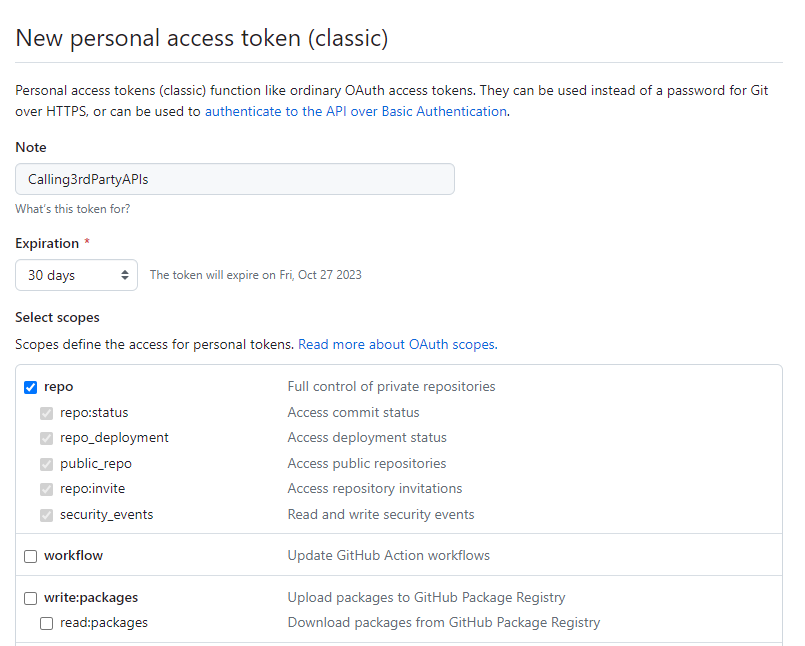 New personal access token (classic)
Personal access tokens (classic) function like ordinary OAuth access tokens. They can be used instead of a password for Git
over HTTPS, or can be used to authenticate to the API over Basic Authentication.
Note
Calling3rdPartyAPIs
What's this token for?
Expiration *
30 days The token will expire on Fri, Oct 27 2023
Select scopes
Scopes define the access for personal tokens. Read more about OAuth scopes.
repo Full control of private repositories
repo:status Access commit status
repo_deployment Access deployment status
public_repo Access public repositories
repo:invite Access repository invitations
security_events Read and write security events
workflow Update GitHub Action workflows
write:packages Upload packages to GitHub Package Registry
read:packages Download packages from GitHub Package Registry